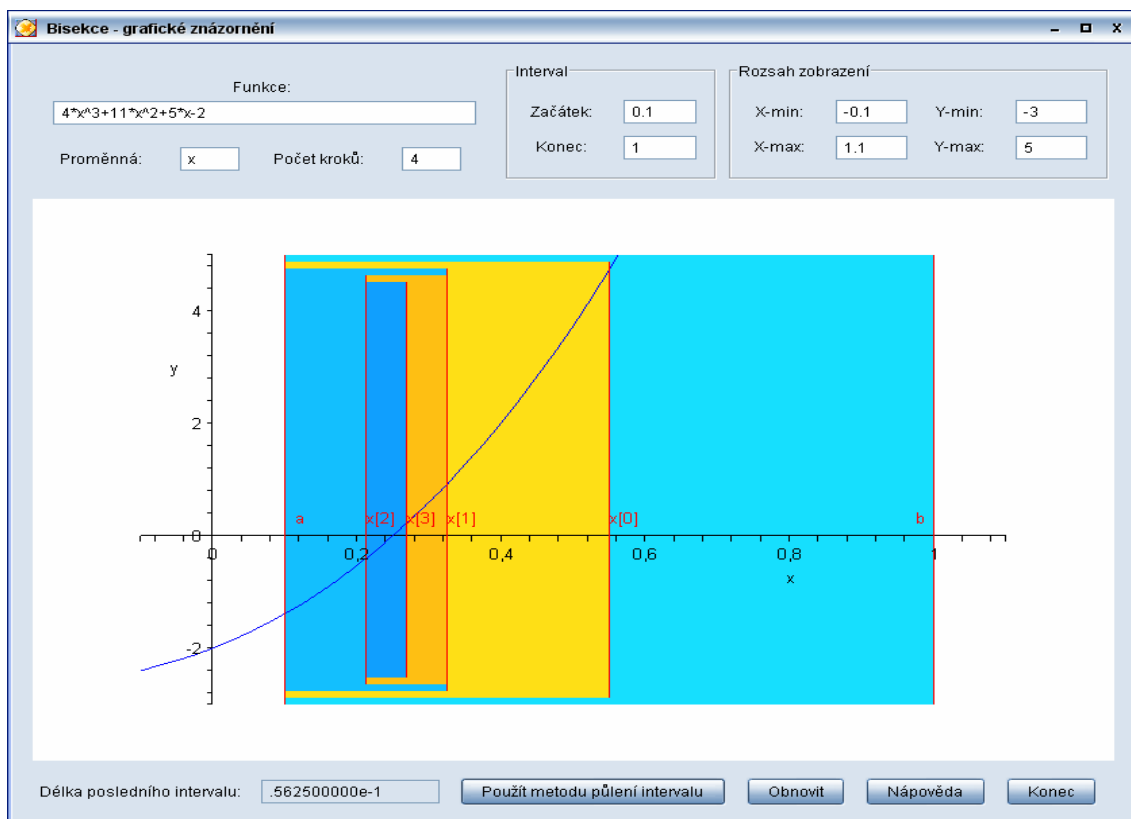 Bisekce - grafické znázornění
Funkce:
4*x^3+11*x^2+5*x-2
Proměnná: x Počet kroků: 4
Interval
Začátek: 0.1
Konec: 1
Rozsah zobrazení
X-min: -0.1 Y-min: -3
X-max: 1.1 Y-max: 5
4
y
2
a x[2] x[3] x[1] x[0] b
0
0 0,2 0,4 0,6 0,8 1
x
-2
Délka posledního intervalu: .562500000e-1 Použít metodu půlení intervalu Obnovit Nápověda Konec